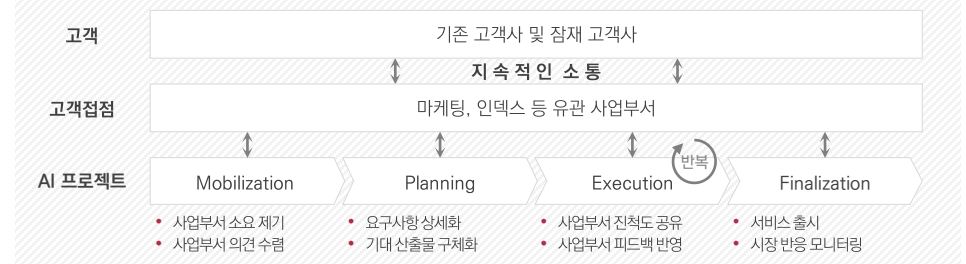 고객
기존 고객사 및 잠재 고객사
지속적인 소통
고객접점
마케팅, 인덱스 등 유관 사업부서
반복
AI 프로젝트
Mobilization
Planning
Execution
Finalization
• 사업부서 소요 제기
• 사업부서 의견 수렴
• 요구사항 상세화
• 기대 산출물 구체화
• 사업부서 진척도 공유
• 사업부서 피드백 반영
• 서비스 출시
• 시장 반응 모니터링